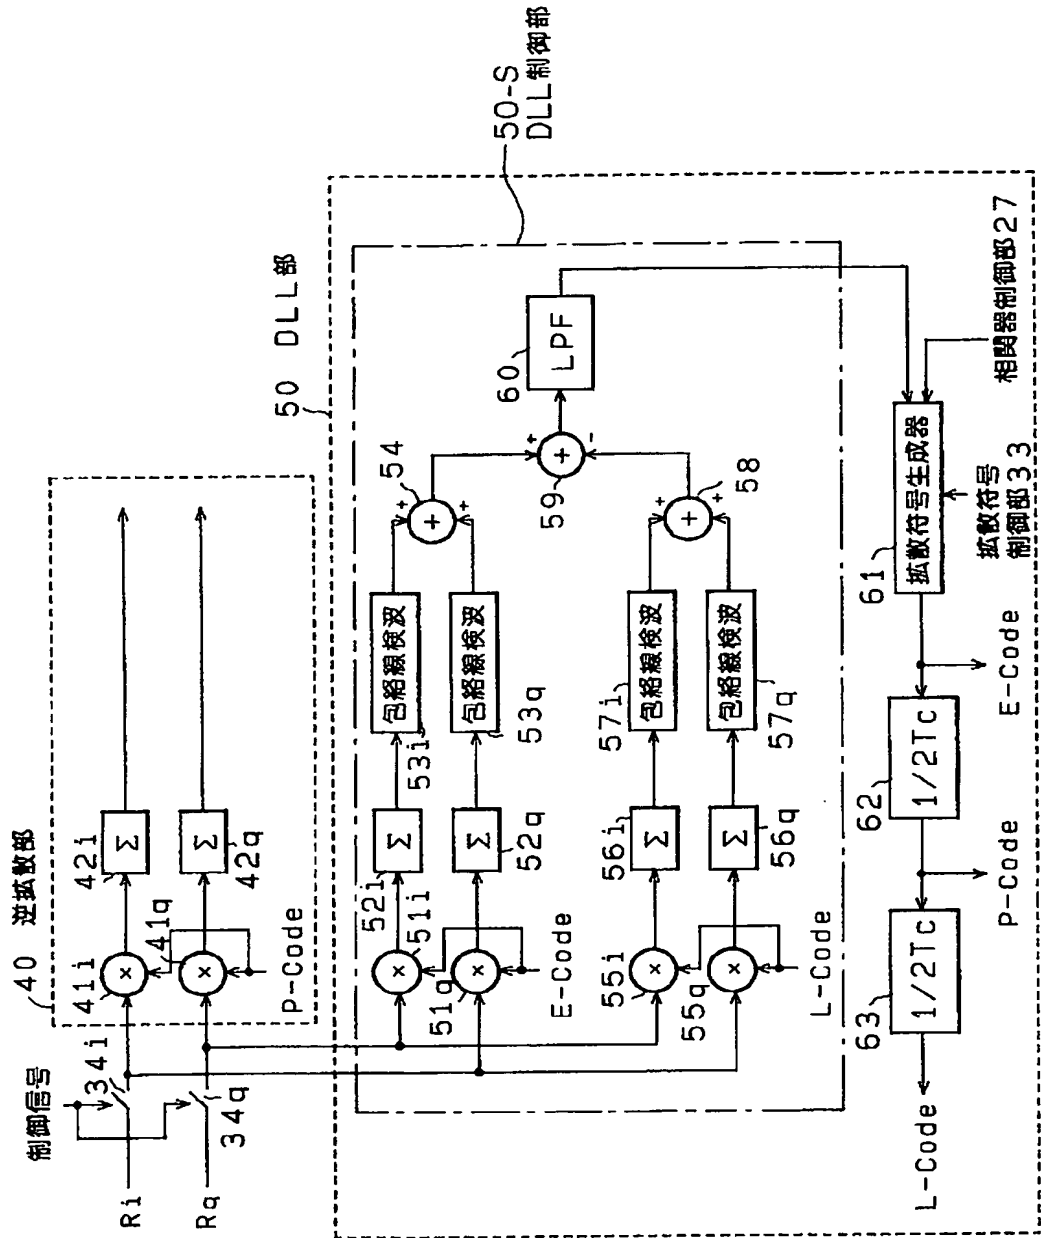 制御信号
Ri
Rq
34i
34q
40 逆拡散部
41i
41q
×
×
42i
42q
Σ
Σ
P-Code
50 DLL部
50-S
DLL制御部
51i
51q
×
×
52i
52q
Σ
Σ
53i
包絡線検波
包絡線検波
53q
54
+
+
+
E-Code
55i
55q
×
×
56i
56q
Σ
Σ
57i
包絡線検波
包絡線検波
57q
58
+
+
+
L-Code
59
+
+
-
60
LPF
61
拡散符号生成器
相関器制御部27
拡散符号
制御部33
E-Code
62
1/2Tc
P-Code
63
1/2Tc
L-Code